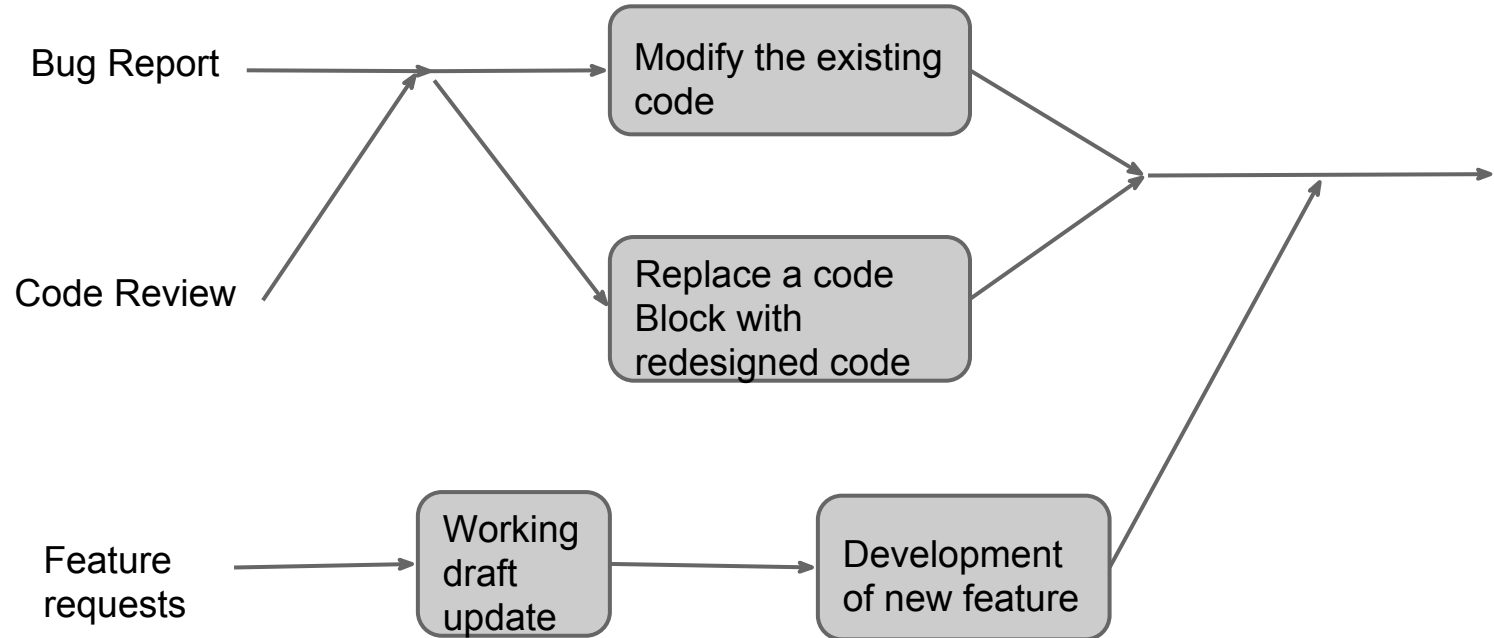 Bug Report
Modify the existing
code
Code Review
Replace a code
Block with
redesigned code
Feature
requests
Working
draft
update
Development
of new feature